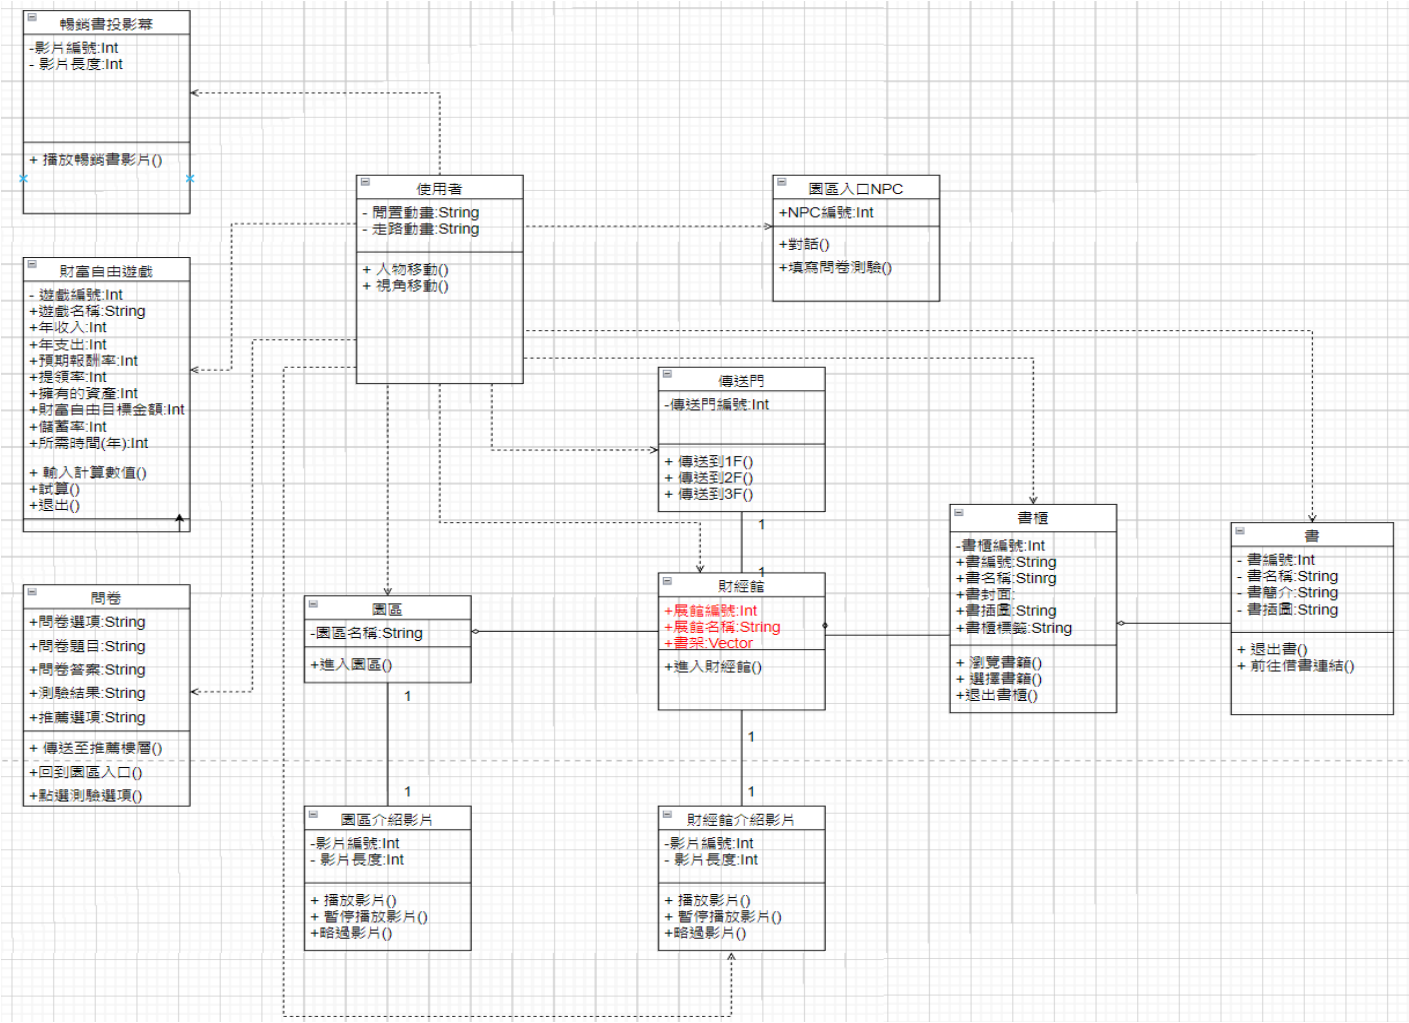 暢銷書投影幕
-影片編號:Int
- 影片長度:Int
+ 播放暢銷書影片()
使用者
- 閒置動畫:String
- 走路動畫:String
+ 人物移動()
+ 視角移動()
園區入口NPC
+NPC編號:Int
+對話()
+填寫問卷測驗()
財富自由遊戲
- 遊戲編號:Int
+遊戲名稱:String
+年收入:Int
+年支出:Int
+預期報酬率:Int
+提領率:Int
+擁有的資產:Int
+財富自由目標金額:Int
+儲蓄率:Int
+所需時間(年):Int
+ 輸入計算數值()
+試算()
+退出()
傳送門
-傳送門編號:Int
+ 傳送到1F()
+ 傳送到2F()
+ 傳送到3F()
1
1
書櫃
-書櫃編號:Int
+書編號:String
+書名稱:Stinrg
+書封面:
+書插圖:String
+書櫃標籤:String
+ 瀏覽書籍()
+ 選擇書籍()
+退出書櫃()
書
- 書編號:Int
- 書名稱:String
- 書簡介:String
- 書插圖:String
+ 退出書()
+ 前往借書連結()
財經館
+展館編號:Int
+展館名稱:String
+書架:Vector
+進入財經館()
園區
-園區名稱:String
+進入園區()
問卷
+問卷選項:String
+問卷題目:String
+問卷答案:String
+測驗結果:String
+推薦選項:String
+ 傳送至推薦樓層()
+回到園區入口()
+點選測驗選項()
1
1
1
1
園區介紹影片
-影片編號:Int
- 影片長度:Int
+ 播放影片()
+ 暫停播放影片()
+略過影片()
財經館介紹影片
-影片編號:Int
- 影片長度:Int
+ 播放影片()
+ 暫停播放影片()
+略過影片()